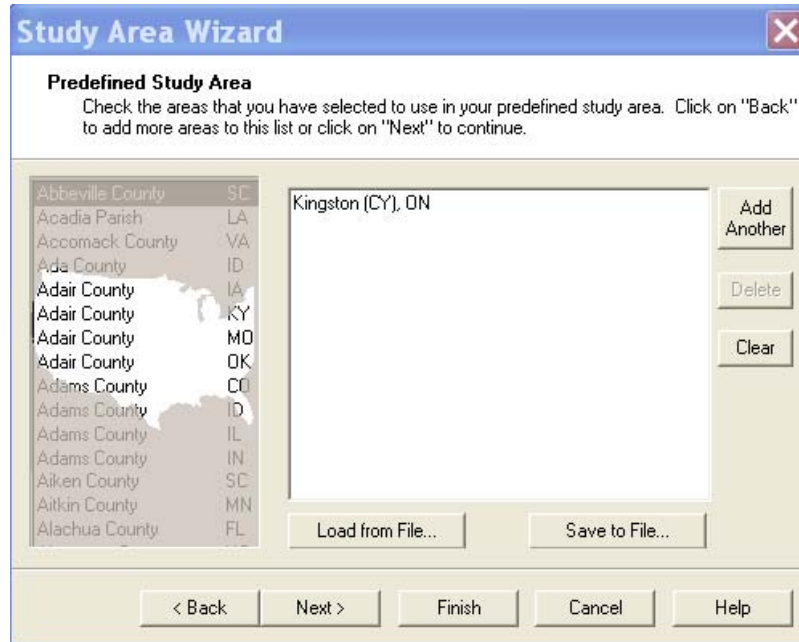 Study Area Wizard
Predefined Study Area
Check the areas that you have selected to use in your predefined study area. Click on "Back"
to add more areas to this list or click on "Next" to continue.
Abbeville County SC
Acadia Parish LA
Accomack County VA
Ada County ID
Adair County IA
Adair County KY
Adair County MO
Adair County OK
Adams County CO
Adams County ID
Adams County IL
Adams County IN
Aiken County SC
Aitkin County MN
Alachua County FL
Kingston (CY), ON
Add
Another
Delete
Clear
Load from File...
Save to File...
< Back
Next >
Finish
Cancel
Help